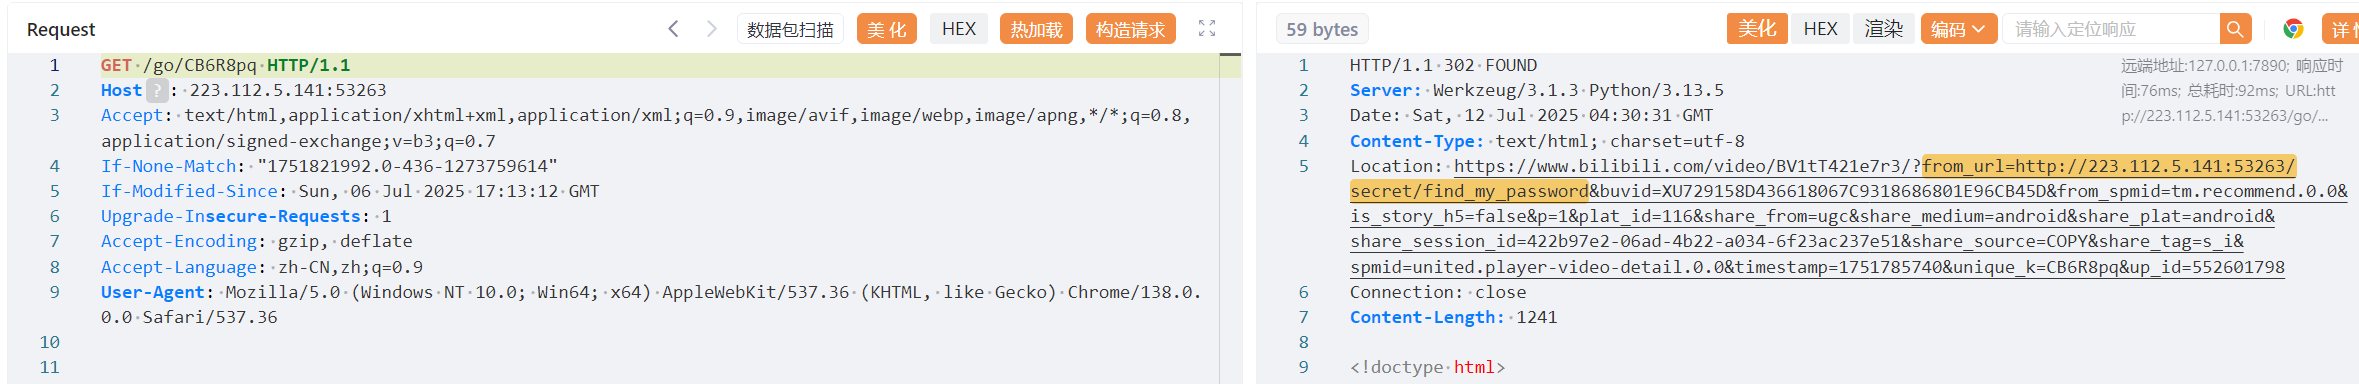 Request
数据包扫描
美 化
HEX
热加载
构造请求
1 GET /go/CB6R8pq HTTP/1.1
2 Host ? : 223.112.5.141:53263
3 Accept: text/html,application/xhtml+xml,application/xml;q=0.9,image/avif,image/webp,image/apng,*/*;q=0.8,
application/signed-exchange;v=b3;q=0.7
4 If-None-Match: "1751821992.0-436-1273759614"
5 If-Modified-Since: Sun, 06 Jul 2025 17:13:12 GMT
6 Upgrade-Insecure-Requests: 1
7 Accept-Encoding: gzip, deflate
8 Accept-Language: zh-CN,zh;q=0.9
9 User-Agent: Mozilla/5.0 (Windows NT 10.0; Win64; x64) AppleWebKit/537.36 (KHTML, like Gecko) Chrome/138.0.
0.0 Safari/537.36
10
11
59 bytes
美化
HEX
渲染
编码
请输入定位响应
详
远端地址:127.0.0.1:7890; 响应时
间:76ms; 总耗时:92ms; URL:htt
p://223.112.5.141:53263/go/...
1 HTTP/1.1 302 FOUND
2 Server: Werkzeug/3.1.3 Python/3.13.5
3 Date: Sat, 12 Jul 2025 04:30:31 GMT
4 Content-Type: text/html; charset=utf-8
5 Location: https://www.bilibili.com/video/BV1tT421e7r3/?from_url=http://223.112.5.141:53263/
secret/find_my_password&buvid=XU729158D436618067C9318686801E96CB45D&from_spmid=tm.recommend.0.0&
is_story_h5=false&p=1&plat_id=116&share_from=ugc&share_medium=android&share_plat=android&
share_session_id=422b97e2-06ad-4b22-a034-6f23ac237e51&share_source=COPY&share_tag=s_i&
spmid=united.player-video-detail.0.0&timestamp=1751785740&unique_k=CB6R8pq&up_id=552601798
6 Connection: close
7 Content-Length: 1241
8
9 <!doctype html>